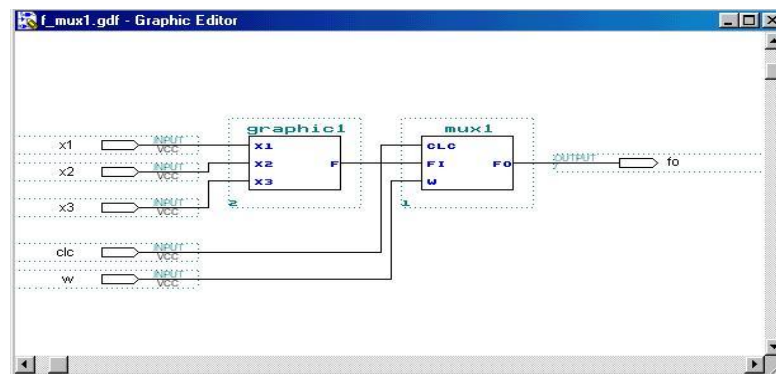 f_mux1.gdf - Graphic Editor
graphic1
mux1
x1 INPUT VCC X1 CLC
x2 INPUT VCC X2 F FI FO OUTPUT fo
x3 INPUT VCC X3 W
2 1
clc INPUT VCC
w INPUT VCC